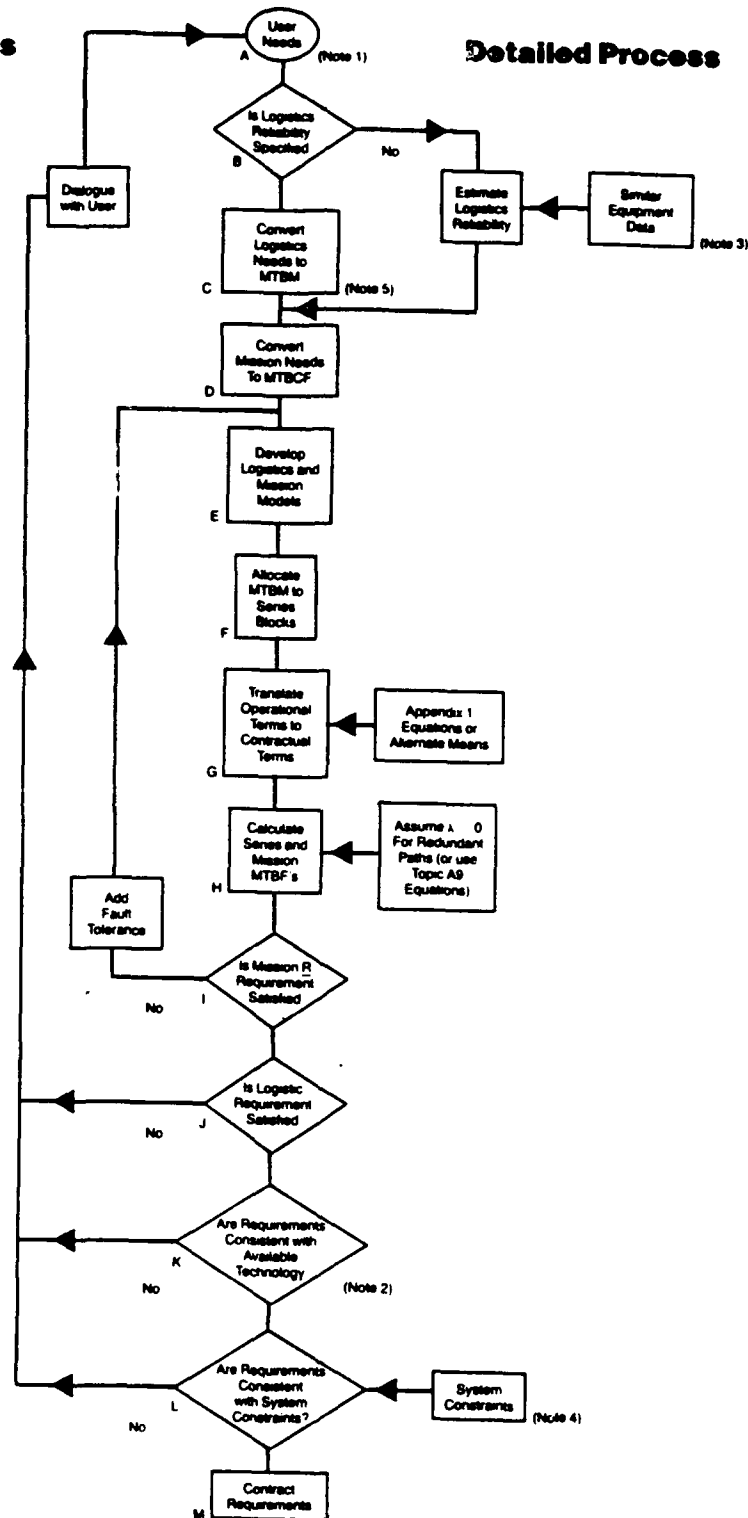 s
Detailed Process
User
Needs
A
(Note 1)
Is Logistics
Reliability
Specified
B
No
Dialogue
with User
Estimate
Logistics
Reliability
Similar
Equipment
Data
(Note 3)
Convert
Logistics
Needs to
MTBM
C
(Note 5)
Convert
Mission Needs
To MTBCF
D
Develop
Logistics and
Mission
Models
E
Allocate
MTBM to
Series
Blocks
F
Translate
Operational
Terms to
Contractual
Terms
G
Appendix 1
Equations or
Alternate Means
Calculate
Series and
Mission
MTBF's
H
Assume λ 0
For Redundant
Paths (or use
Topic A9
Equations)
Add
Fault
Tolerance
Is Mission R
Requirement
Satisfied
No
I
Is Logistic
Requirement
Satisfied
No
J
Are Requirements
Consistent with
Available
Technology
K
No
(Note 2)
Are Requirements
Consistent
with System
Constraints?
L
No
System
Constraints
(Note 4)
Contract
Requirements
M